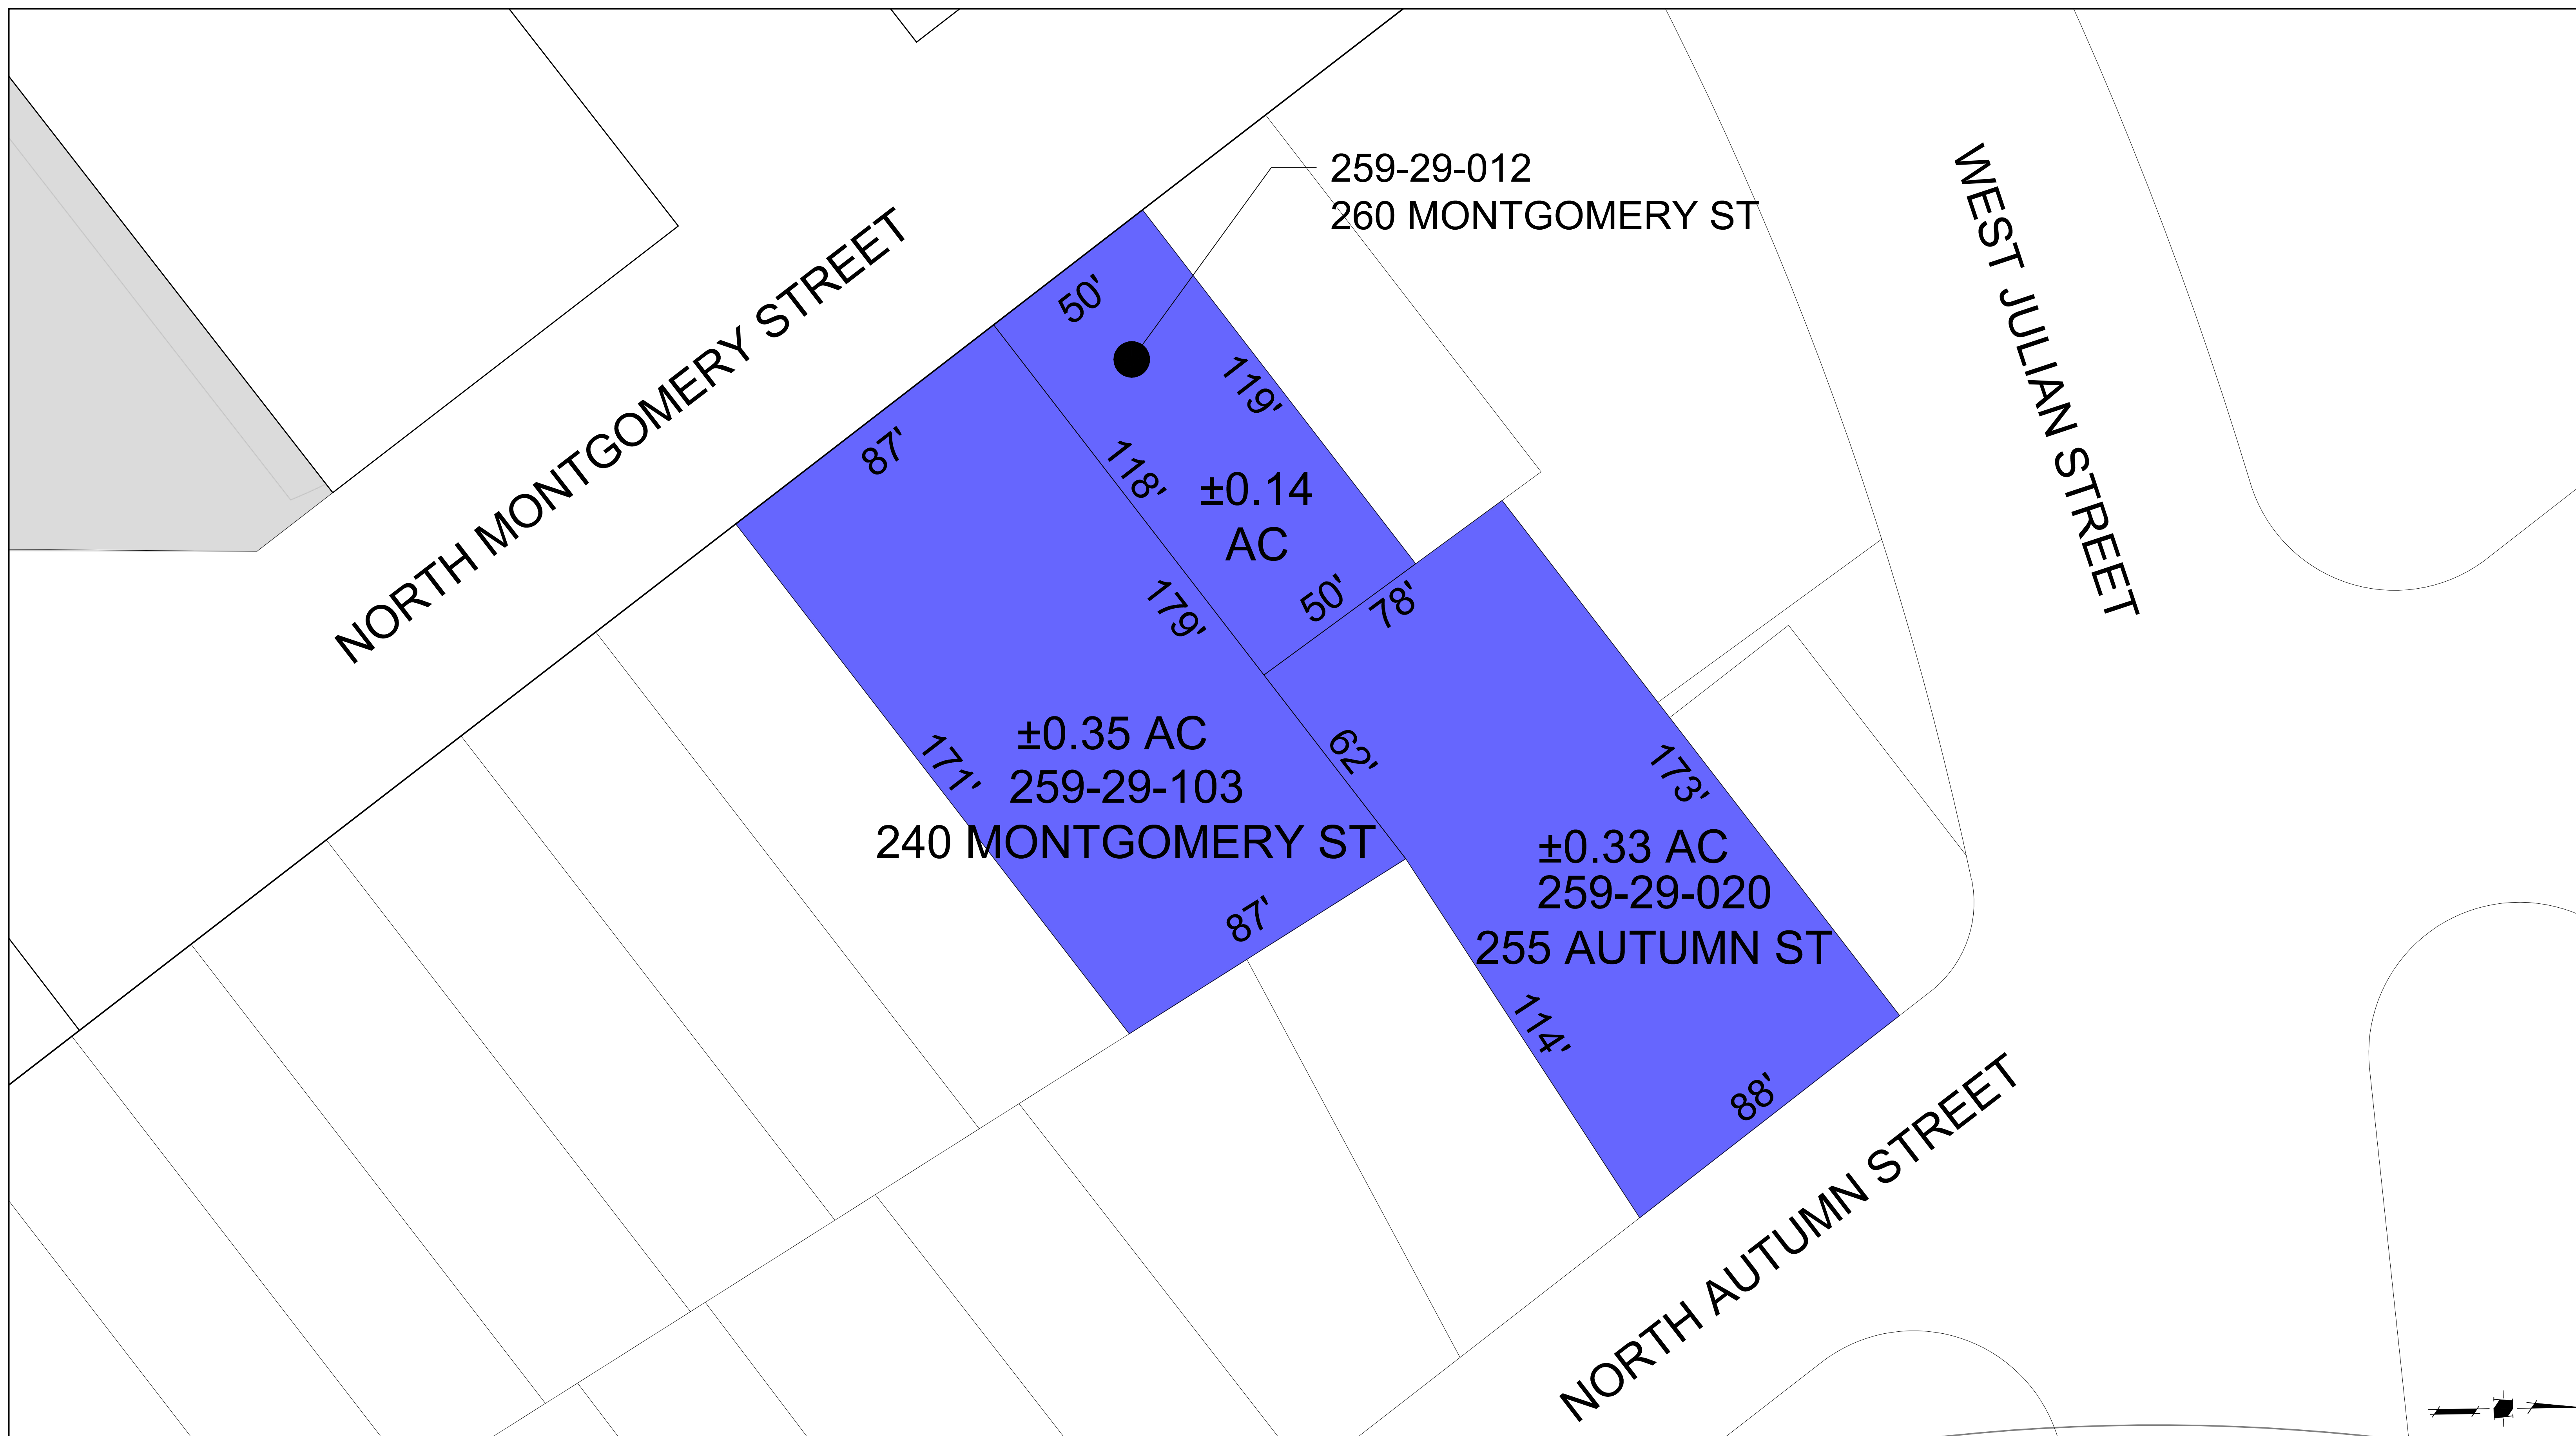 259-29-012
260 MONTGOMERY ST
WEST JULIAN STREET
NORTH MONTGOMERY STREET
50'
119'
87'
118'
±0.14
AC
179'
50'
78'
±0.35 AC
259-29-103
240 MONTGOMERY ST
171'
62'
173'
±0.33 AC
259-29-020
255 AUTUMN ST
87'
114'
88'
NORTH AUTUMN STREET